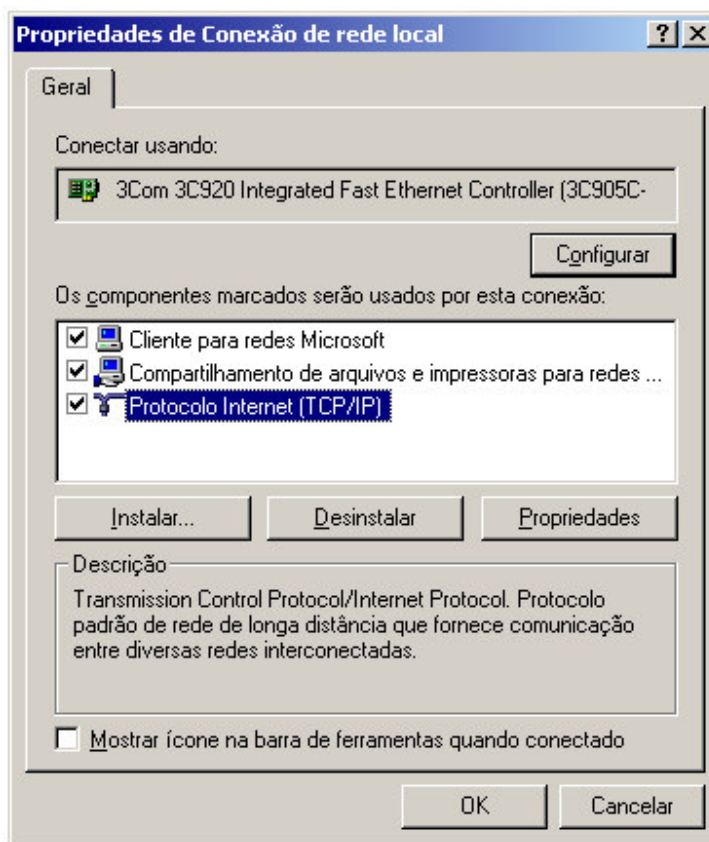 Propriedades de Conexão de rede local
Geral
Conectar usando:
3Com 3C920 Integrated Fast Ethernet Controller (3C905C-
Configurar
Os componentes marcados serão usados por esta conexão:
Cliente para redes Microsoft
Compartilhamento de arquivos e impressoras para redes ...
Protocolo Internet (TCP/IP)
Instalar... Desinstalar Propriedades
Descrição
Transmission Control Protocol/Internet Protocol. Protocolo
padrão de rede de longa distância que fornece comunicação
entre diversas redes interconectadas.
Mostrar ícone na barra de ferramentas quando conectado
OK Cancelar